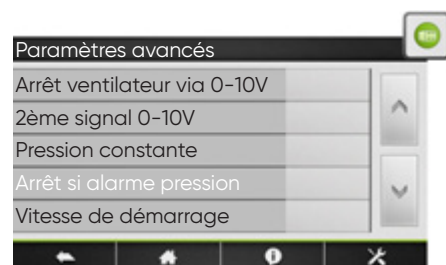 Paramètres avancés
Arrêt ventilateur via 0-10V
2ème signal 0-10V
Pression constante
Arrêt si alarme pression
Vitesse de démarrage